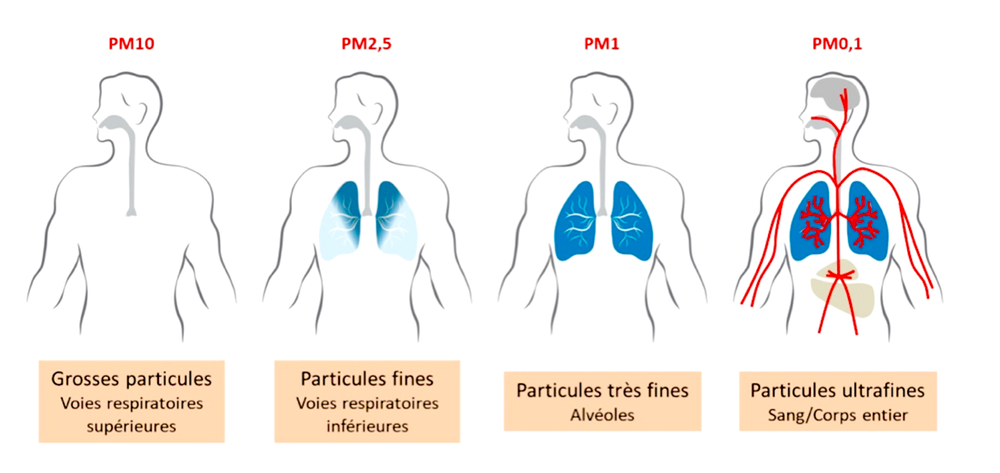 PM10
PM2,5
PM1
PM0,1
Grosses particules
Voies respiratoires
supérieures
Particules fines
Voies respiratoires
inférieures
Particules très fines
Alvéoles
Particules ultrafines
Sang/Corps entier